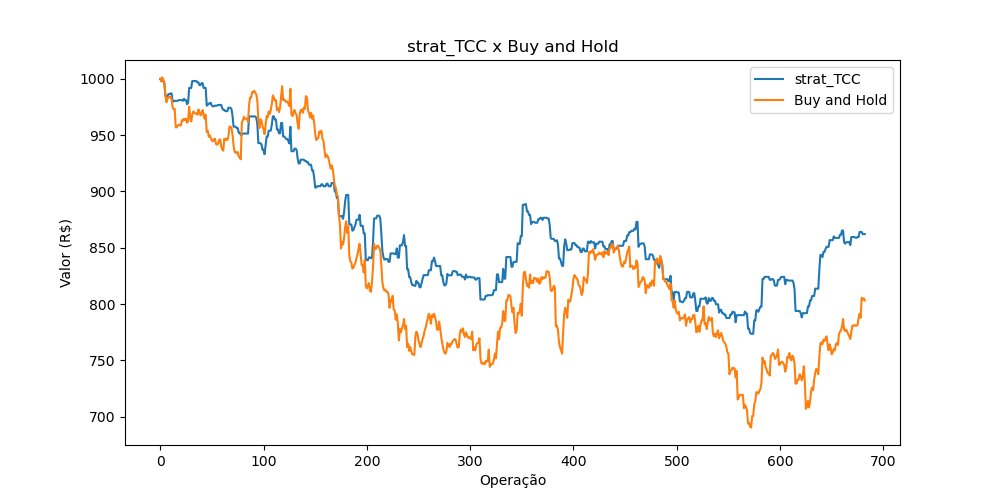 strat_TCC x Buy and Hold
strat_TCC
Buy and Hold
Valor (R$)
1000
950
900
850
800
750
700
0 100 200 300 400 500 600 700
Operação